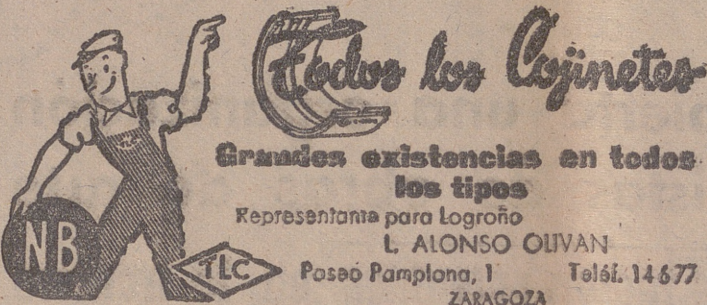 Todos los Cojinetes
Grandes existencias en todos
los tipos
Representante para Logroño
L. ALONSO OLIVAN
Paseo Pamplona, 1 Teléf. 14677
ZARAGOZA
NB
TLC
TLC